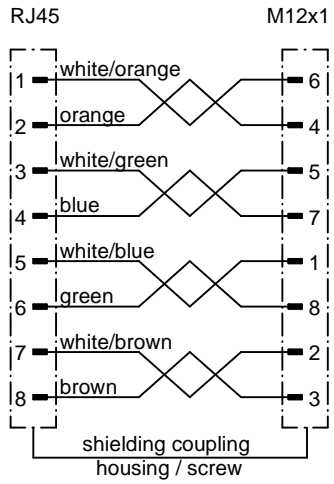 RJ45 M12x1
1 white/orange 6
2 orange 4
3 white/green 5
4 blue 7
5 white/blue 1
6 green 8
7 white/brown 2
8 brown 3
shielding coupling
housing / screw